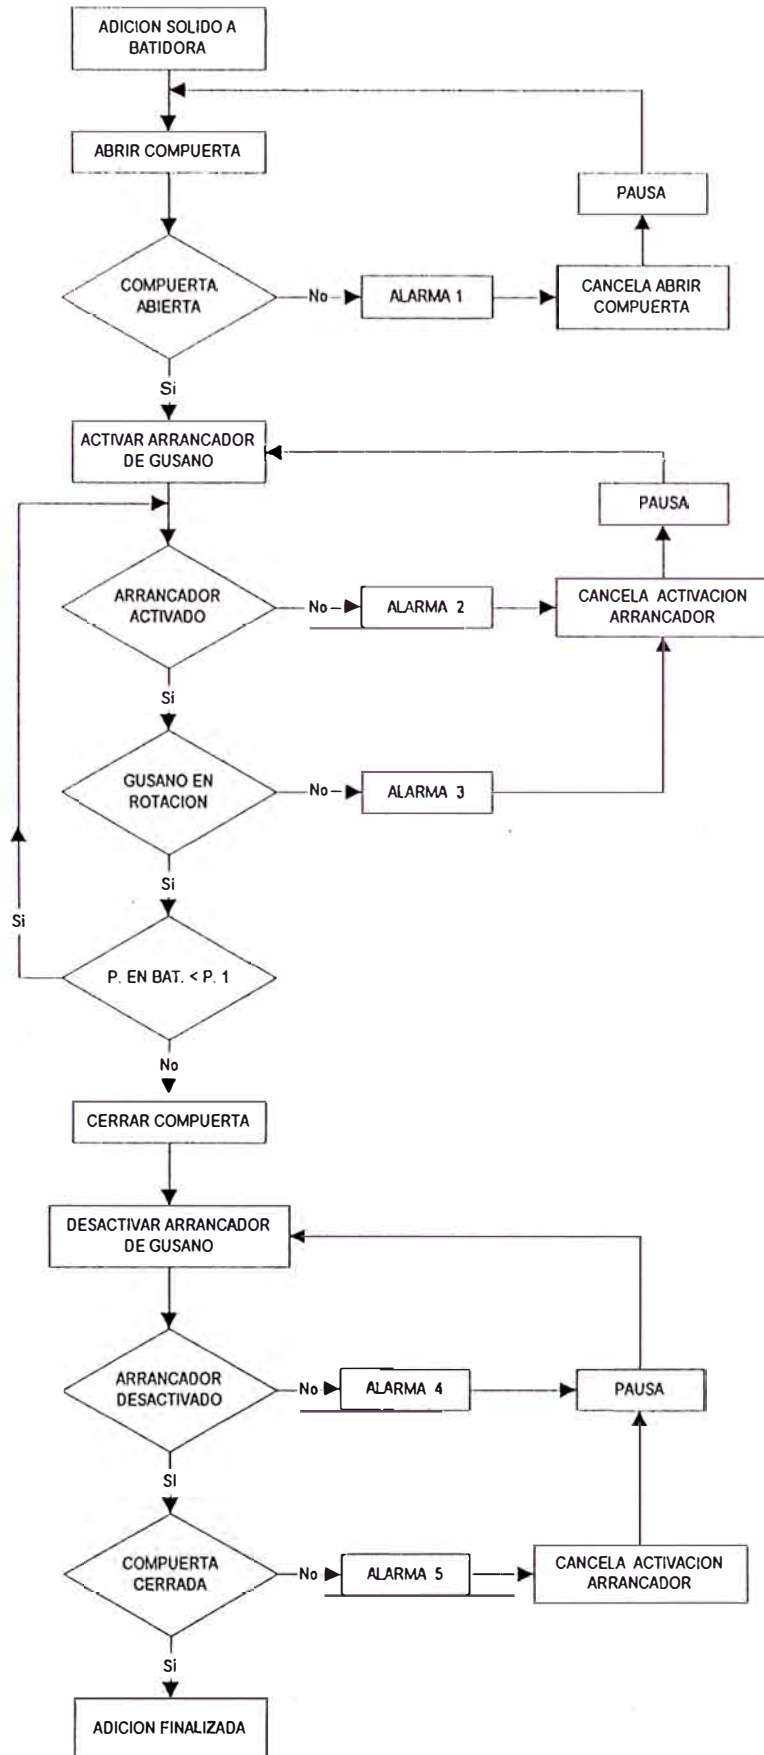 ADICION SOLIDO A
BATIDORA
ABRIR COMPUERTA
PAUSA
COMPUERTA
ABIERTA
No
ALARMA 1
CANCELA ABRIR
COMPUERTA
Si
ACTIVAR ARRANCADOR
DE GUSANO
PAUSA
ARRANCADOR
ACTIVADO
No
ALARMA 2
CANCELA ACTIVACION
ARRANCADOR
Si
GUSANO EN
ROTACION
No
ALARMA 3
Si
Si
P. EN BAT. < P. 1
No
CERRAR COMPUERTA
DESACTIVAR ARRANCADOR
DE GUSANO
ARRANCADOR
DESACTIVADO
No
ALARMA 4
PAUSA
SI
COMPUERTA
CERRADA
No
ALARMA 5
CANCELA ACTIVACION
ARRANCADOR
Si
ADICION FINALIZADA